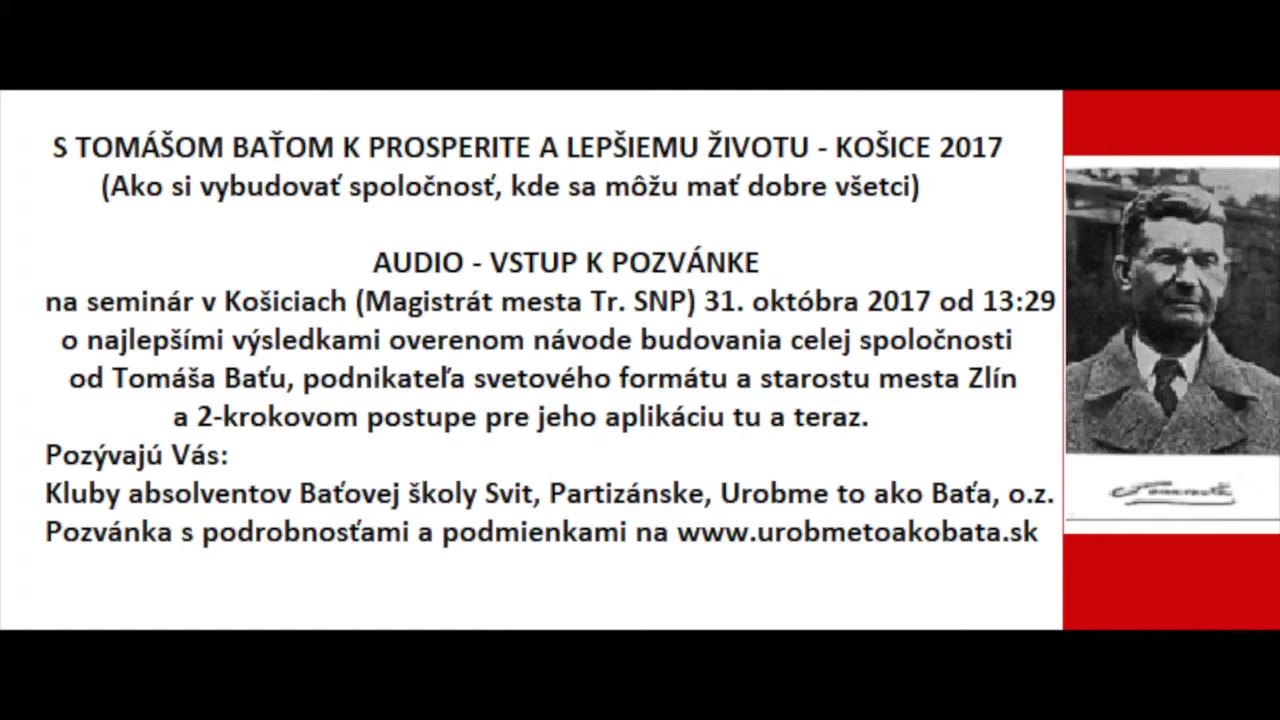 S TOMÁŠOM BAŤOM K PROSPERITE A LEPŠIEMU ŽIVOTU - KOŠICE 2017
(Ako si vybudovať spoločnosť, kde sa môžu mať dobre všetci)
AUDIO - VSTUP K POZVÁNKE
na seminár v Košiciach (Magistrát mesta Tr. SNP) 31. októbra 2017 od 13:29
o najlepšími výsledkami overenom návode budovania celej spoločnosti
od Tomáša Baťu, podnikateľa svetového formátu a starostu mesta Zlín
a 2-krokovom postupe pre jeho aplikáciu tu a teraz.
Pozývajú Vás:
Kluby absolventov Baťovej školy Svit, Partizánske, Urobme to ako Baťa, o.z.
Pozvánka s podrobnosťami a podmienkami na www.urobmetoakobata.sk